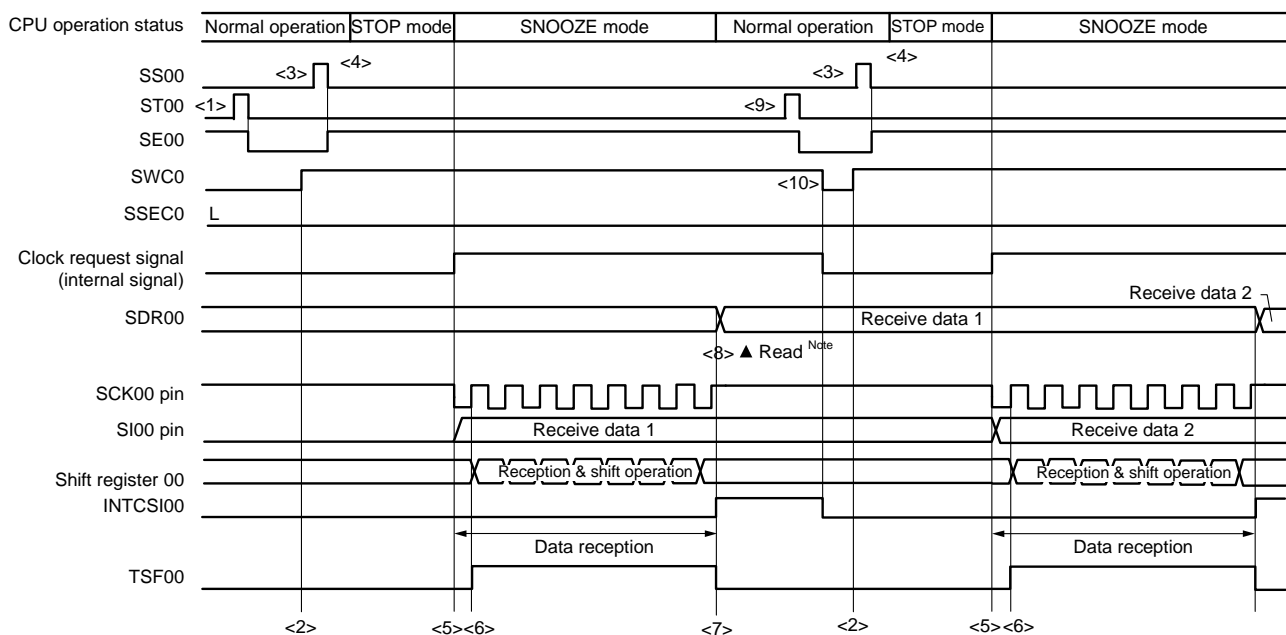 CPU operation status Normal operation STOP mode SNOOZE mode Normal operation STOP mode SNOOZE mode
SS00 <3> <4> <3> <4>
ST00 <1> <9>
SE00
SWC0 <10>
SSEC0 L
Clock request signal
(internal signal)
Receive data 2
SDR00 Receive data 1
<8> ▲ Read Note
SCK00 pin
SI00 pin Receive data 1 Receive data 2
Shift register 00 Reception & shift operation Reception & shift operation
INTCSI00
Data reception Data reception
TSF00
<2> <5><6> <7> <2> <5><6>